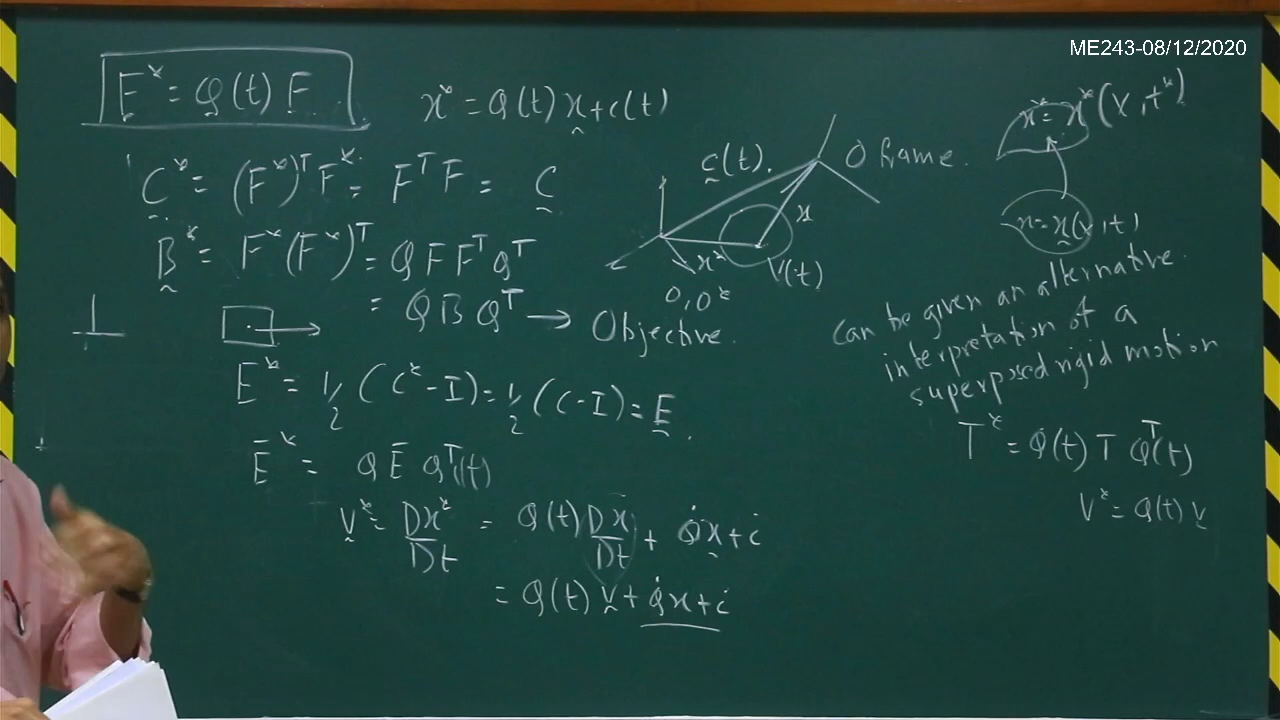 ME243-08/12/2020
F* = Q(t) F
x* = Q(t)x + c(t)
C* = (F*)ᵀ F* = Fᵀ F = C
B* = F*(F*)ᵀ = Q F Fᵀ Qᵀ
= Q B Qᵀ → Objective.
E* = 1/2 (C* - I) = 1/2 (C - I) = E.
Ē* = Q Ē Qᵀ(t)
v* = Dx*/Dt = Q(t) Dx/Dt + Q̇x + ċ
= Q(t) v + Q̇x + ċ
c(t).
O frame.
x
x*
V(t)
O, O*
x* = x*(X, t*)
x = x(X, t)
Can be given an alternative
interpretation of a
superposed rigid motion
T* = Q(t) T Qᵀ(t)
v* = Q(t) v